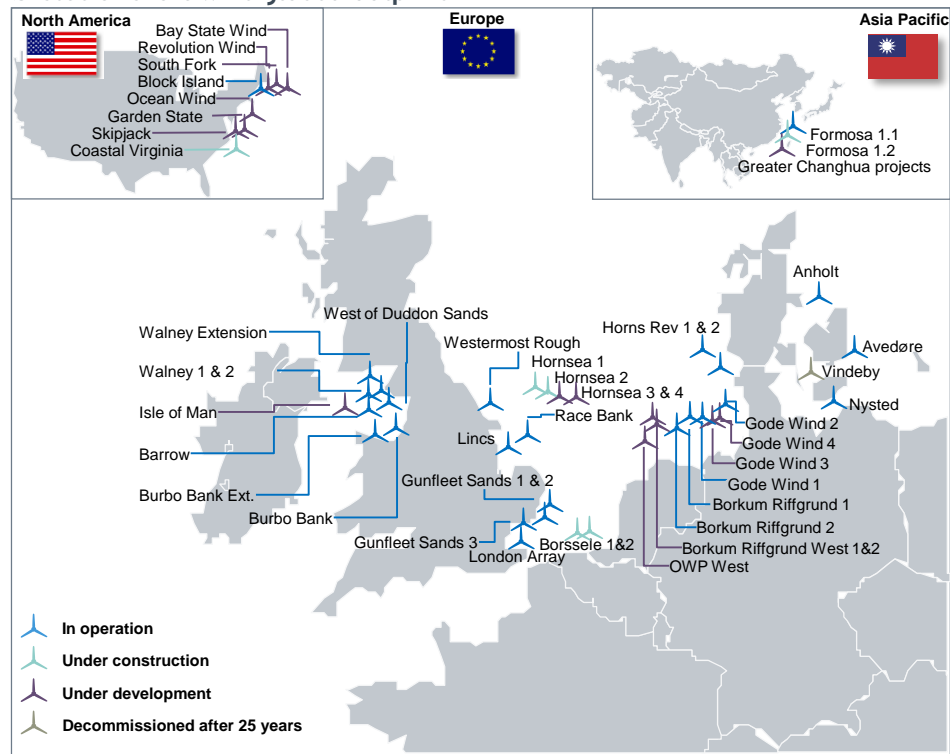 North America
Bay State Wind
Revolution Wind
South Fork
Block Island
Ocean Wind
Garden State
Skipjack
Coastal Virginia
Europe
Asia Pacific
Formosa 1.1
Formosa 1.2
Greater Changhua projects
Anholt
West of Duddon Sands
Walney Extension
Westermost Rough
Horns Rev 1 & 2
Avedøre
Hornsea 1
Walney 1 & 2
Hornsea 2
Vindeby
Hornsea 3 & 4
Isle of Man
Race Bank
Nysted
Gode Wind 2
Lincs
Gode Wind 4
Barrow
Gode Wind 3
Gunfleet Sands 1 & 2
Gode Wind 1
Burbo Bank Ext.
Borkum Riffgrund 1
Burbo Bank
Borkum Riffgrund 2
Gunfleet Sands 3
Borssele 1&2
Borkum Riffgrund West 1&2
London Array
OWP West
In operation
Under construction
Under development
Decommissioned after 25 years